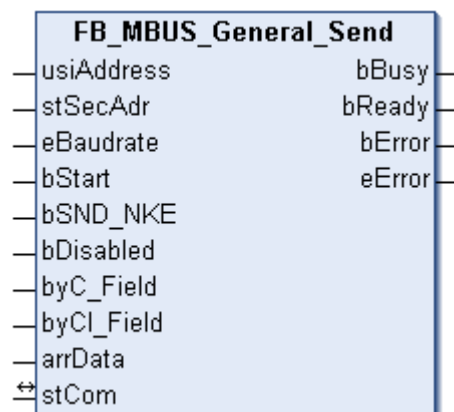 FB_MBUS_General_Send
usiAddress bBusy
stSecAdr bReady
eBaudrate bError
bStart eError
bSND_NKE
bDisabled
byC_Field
byCI_Field
arrData
stCom